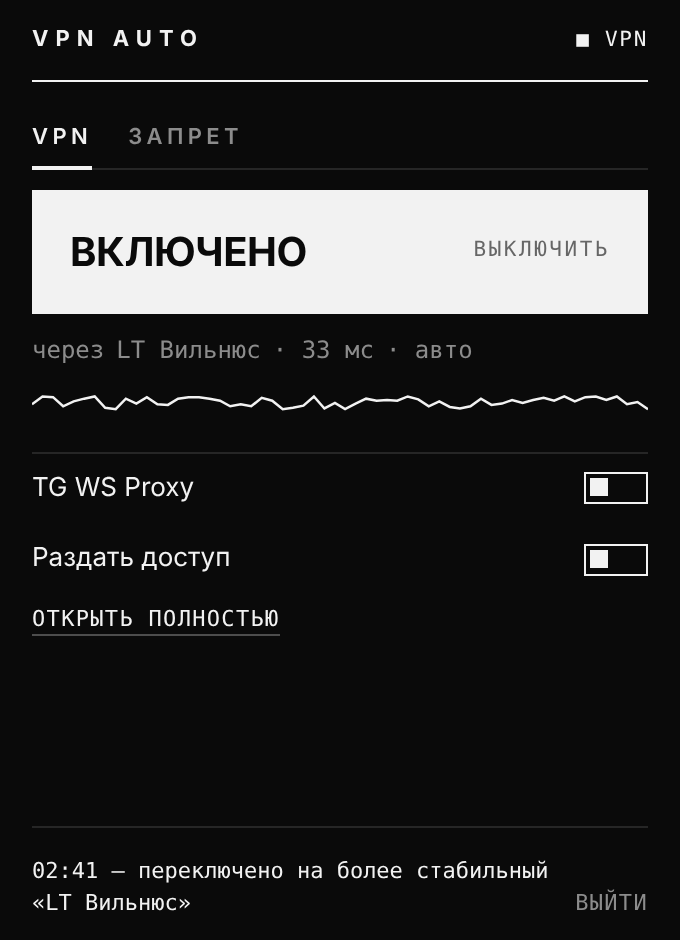 VPN AUTO
■ VPN
VPN ЗАПРЕТ
ВКЛЮЧЕНО
ВЫКЛЮЧИТЬ
через LT Вильнюс · 33 мс · авто
TG WS Proxy
Раздать доступ
ОТКРЫТЬ ПОЛНОСТЬЮ
02:41 — переключено на более стабильный
«LT Вильнюс»
ВЫЙТИ